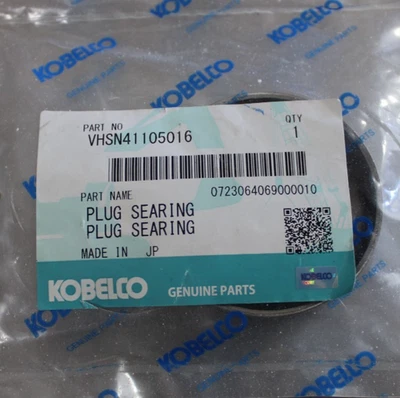 KOBELCO
KOBELCO
KOBELCO
PART NO
QTY
VHSN41105016
1
PART NAME
0723064069000010
PLUG SEARING
PLUG SEARING
MADE IN JP
KOBELCO GENUINE PARTS
KOBELCO
KOBELCO
KOBELCO